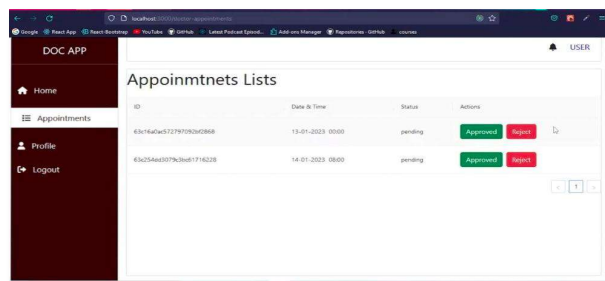 localhost:3000/doctor-appointments
Google React App React-Bootstrap YouTube GitHub Latest Podcast Episod... Add-ons Manager Repositories · GitHub courses
DOC APP
USER
Appoinmtnets Lists
Home
Appointments
Profile
Logout
ID Date & Time Status Actions
13-01-2023 00:00 pending Approved Reject
14-01-2023 08:00 pending Approved Reject
1